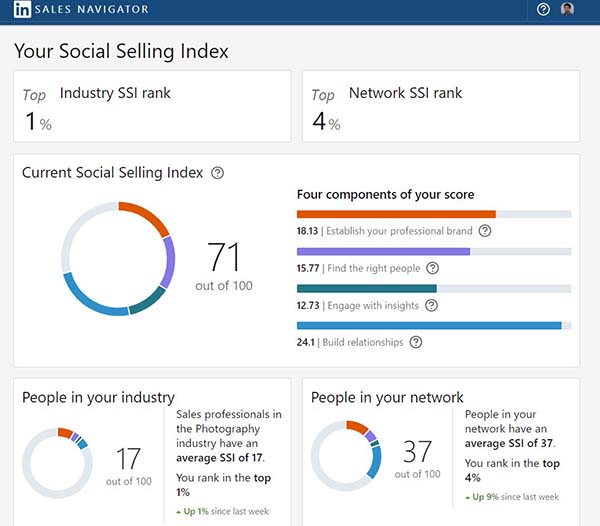 in SALES NAVIGATOR
Your Social Selling Index
Top 1%
Industry SSI rank
Top 4%
Network SSI rank
Current Social Selling Index
71
out of 100
Four components of your score
18.13 | Establish your professional brand
15.77 | Find the right people
12.73 | Engage with insights
24.1 | Build relationships
People in your industry
17
out of 100
Sales professionals in
the Photography
industry have an
average SSI of 17.
You rank in the top
1%
Up 1% since last week
People in your network
37
out of 100
People in your
network have an
average SSI of 37.
You rank in the top
4%
Up 9% since last week